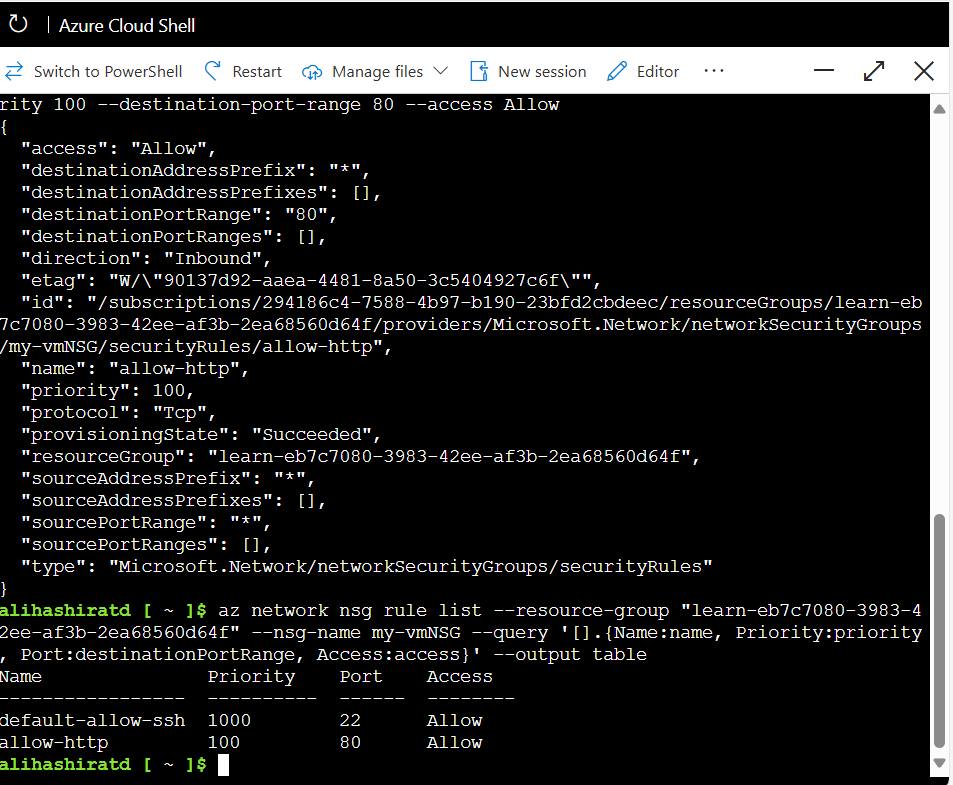 Azure Cloud Shell
Switch to PowerShell Restart Manage files New session Editor ...
rity 100 --destination-port-range 80 --access Allow
{
  "access": "Allow",
  "destinationAddressPrefix": "*",
  "destinationAddressPrefixes": [],
  "destinationPortRange": "80",
  "destinationPortRanges": [],
  "direction": "Inbound",
  "etag": "W/\"90137d92-aaea-4481-8a50-3c5404927c6f\"",
  "id": "/subscriptions/294186c4-7588-4b97-b190-23bfd2cbdeec/resourceGroups/learn-eb
7c7080-3983-42ee-af3b-2ea68560d64f/providers/Microsoft.Network/networkSecurityGroups
/my-vmNSG/securityRules/allow-http",
  "name": "allow-http",
  "priority": 100,
  "protocol": "Tcp",
  "provisioningState": "Succeeded",
  "resourceGroup": "learn-eb7c7080-3983-42ee-af3b-2ea68560d64f",
  "sourceAddressPrefix": "*",
  "sourceAddressPrefixes": [],
  "sourcePortRange": "*",
  "sourcePortRanges": [],
  "type": "Microsoft.Network/networkSecurityGroups/securityRules"
}
alihashiratd [ ~ ]$ az network nsg rule list --resource-group "learn-eb7c7080-3983-4
2ee-af3b-2ea68560d64f" --nsg-name my-vmNSG --query '[].{Name:name, Priority:priority
, Port:destinationPortRange, Access:access}' --output table
Name               Priority    Port    Access
-----------------  ----------  ------  --------
default-allow-ssh  1000        22      Allow
allow-http         100         80      Allow
alihashiratd [ ~ ]$